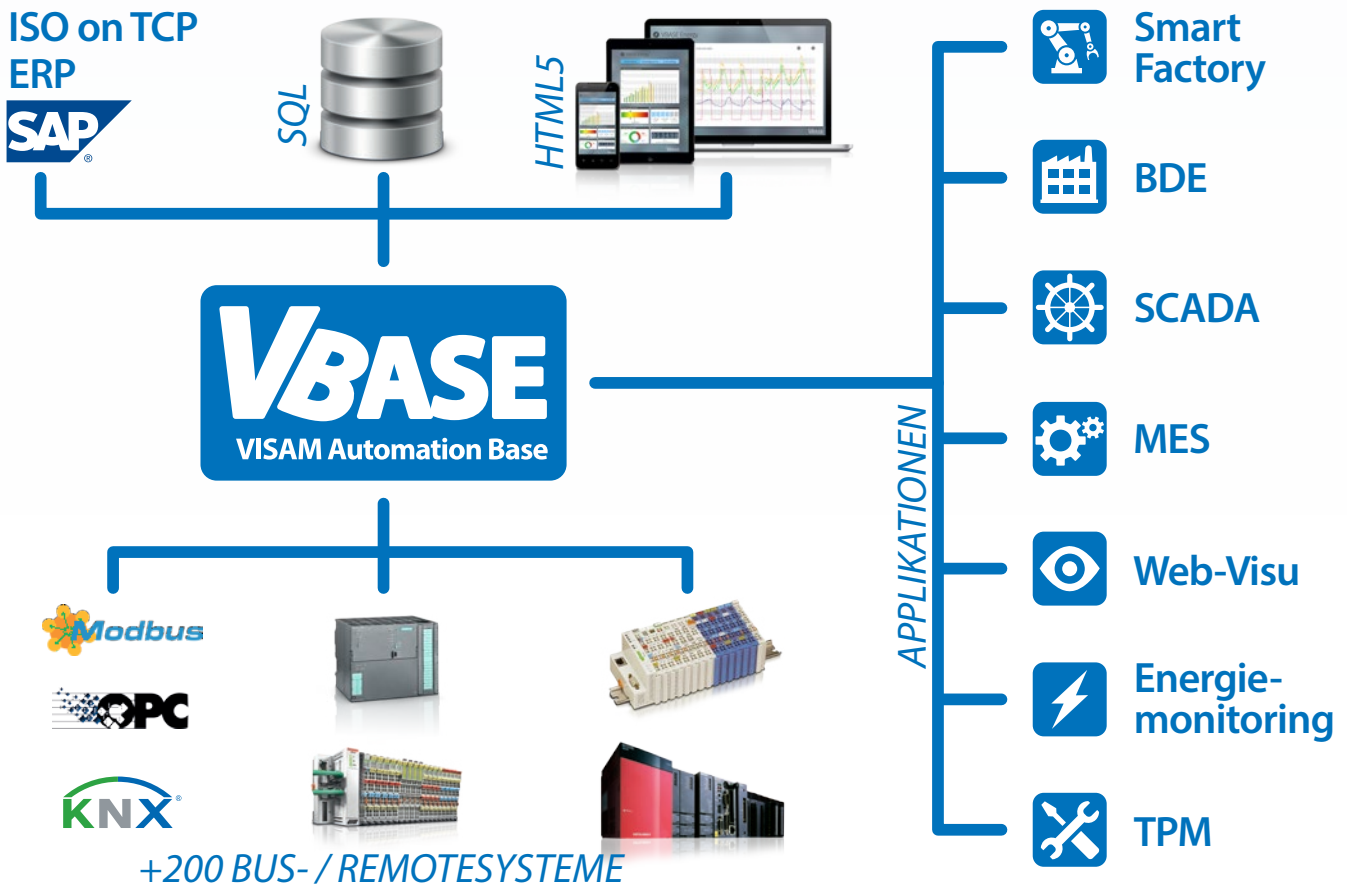 ISO on TCP
ERP
SAP®
SQL
HTML5
VBASE
VISAM Automation Base
Modbus
OPC
KNX®
+200 BUS- / REMOTESYSTEME
APPLIKATIONEN
Smart
Factory
BDE
SCADA
MES
Web-Visu
Energie-
monitoring
TPM